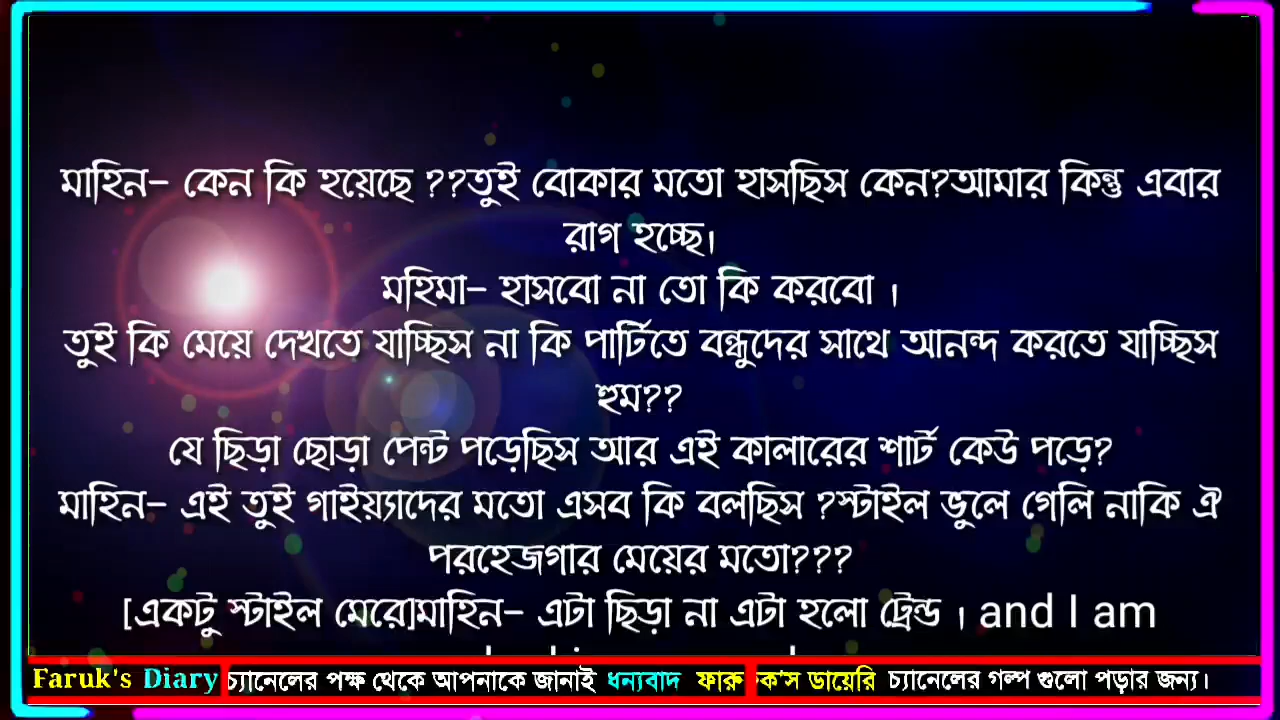 মাহিন- কেন কি হয়েছে ??তুই বোকার মতো হাসছিস কেন?আমার কিন্তু এবার
রাগ হচ্ছে।
মহিমা- হাসবো না তো কি করবো ।
তুই কি মেয়ে দেখতে যাচ্ছিস না কি পার্টিতে বন্ধুদের সাথে আনন্দ করতে যাচ্ছিস
হুম??
যে ছিড়া ছোড়া পেন্ট পড়েছিস আর এই কালারের শার্ট কেউ পড়ে?
মাহিন- এই তুই গাইয়্যাদের মতো এসব কি বলছিস ?স্টাইল ভুলে গেলি নাকি ঐ
পরহেজগার মেয়ের মতো???
[একটু স্টাইল মেরে]মাহিন- এটা ছিড়া না এটা হলো ট্রেন্ড । and I am
Faruk's Diary চ্যানেলের পক্ষ থেকে আপনাকে জানাই ধন্যবাদ ফারু ক'স ডায়েরি চ্যানেলের গল্প গুলো পড়ার জন্য।